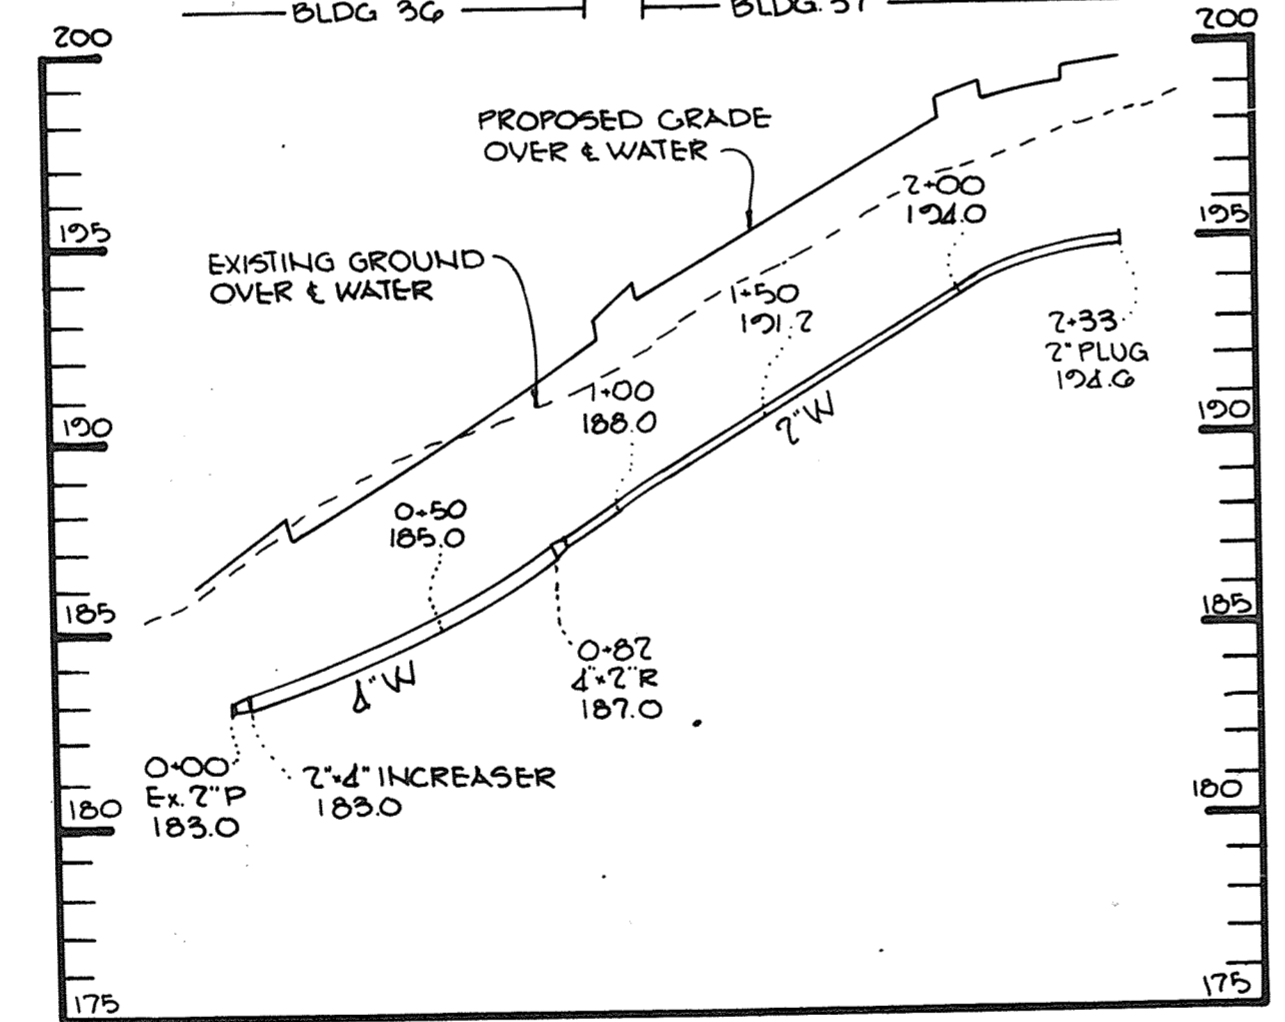 BLDG 36
BLDG. 37
200
200
PROPOSED GRADE
OVER ℄ WATER
2+00
194.0
195
195
EXISTING GROUND
OVER ℄ WATER
1+50
191.2
2+33
2" PLUG
194.6
1+00
188.0
2" W
190
190
0+50
185.0
185
185
0+82
4"x2" R
187.0
4" W
0+00
Ex. 2" P
183.0
2"x4" INCREASER
183.0
180
180
175
175